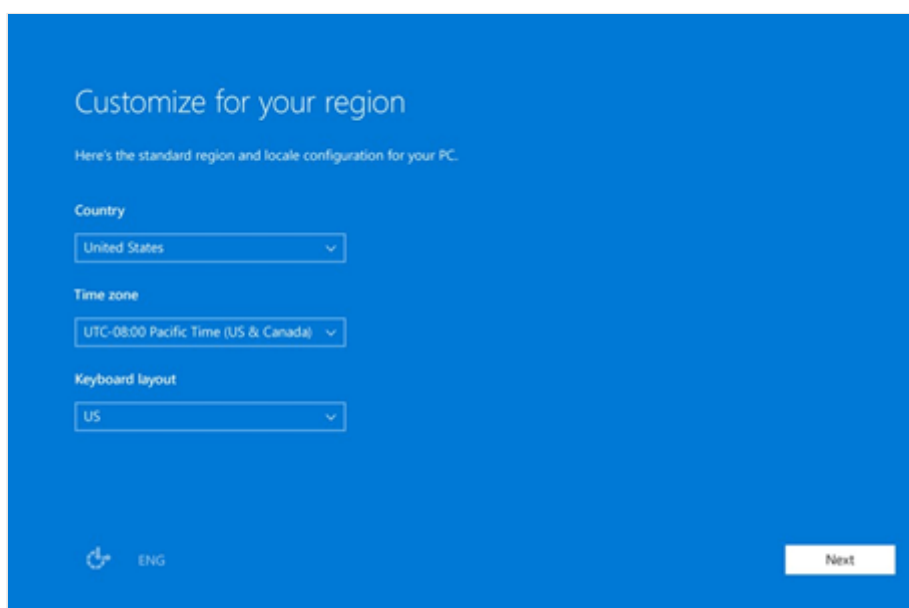 Customize for your region
Here's the standard region and locale configuration for your PC.
Country
United States
Time zone
UTC-08:00 Pacific Time (US & Canada)
Keyboard layout
US
ENG
Next